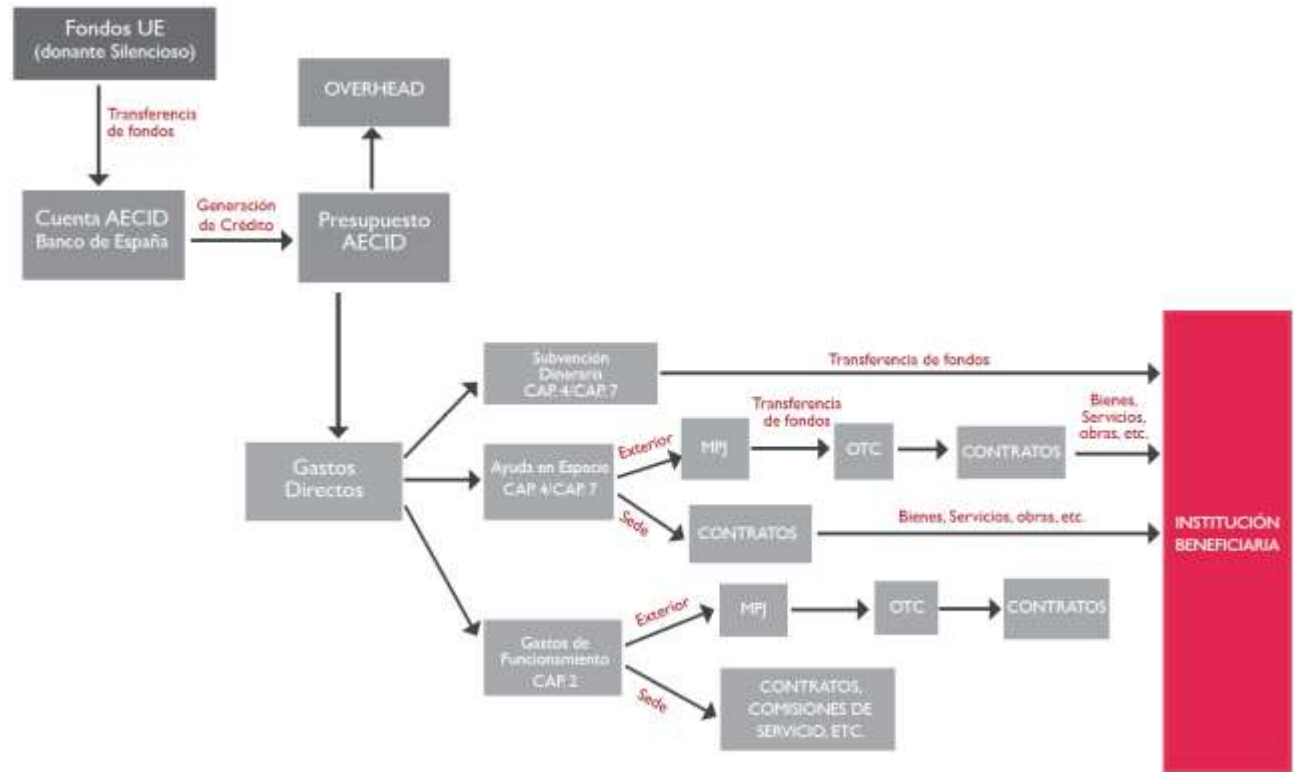 Fondos UE
(donante Silencioso)
Transferencia
de fondos
OVERHEAD
Cuenta AECID
Banco de España
Generación
de Crédito
Presupuesto
AECID
Gastos
Directos
Subvención
Dineraria
CAP. 4/CAP. 7
Transferencia de fondos
Ayuda en Especie
CAP. 4/CAP. 7
Exterior
MPJ
Transferencia
de fondos
OTC
CONTRATOS
Bienes,
Servicios,
obras, etc.
Sede
CONTRATOS
Bienes, Servicios, obras, etc.
Gastos de
Funcionamiento
CAP. 2
Exterior
MPJ
OTC
CONTRATOS
Sede
CONTRATOS,
COMISIONES DE
SERVICIO, ETC.
INSTITUCIÓN
BENEFICIARIA